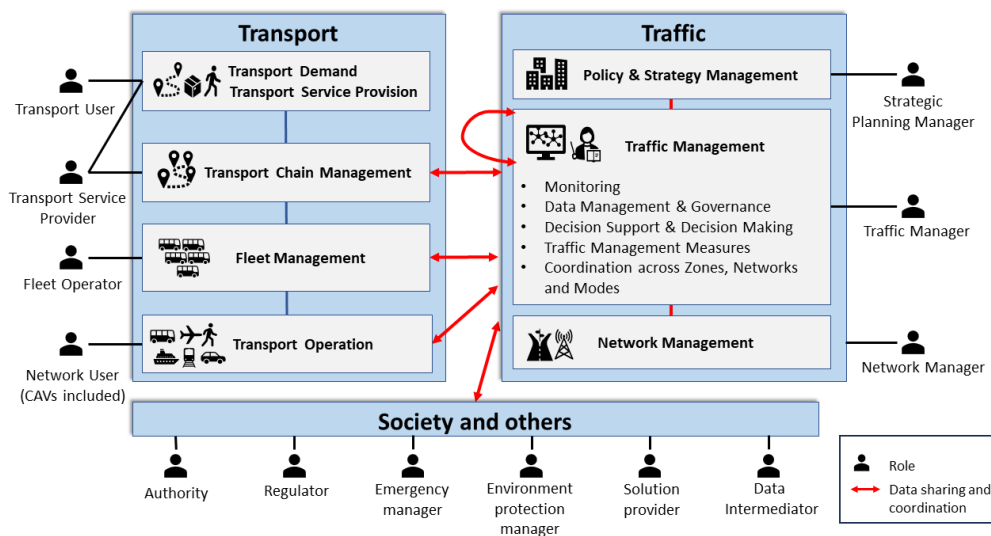 Transport
Traffic
Transport Demand
Transport Service Provision
Policy & Strategy Management
Transport User
Strategic
Planning Manager
Traffic Management
Transport Chain Management
• Monitoring
• Data Management & Governance
• Decision Support & Decision Making
• Traffic Management Measures
• Coordination across Zones, Networks
and Modes
Transport Service
Provider
Traffic Manager
Fleet Management
Fleet Operator
Transport Operation
Network Management
Network User
(CAVs included)
Network Manager
Society and others
Authority
Regulator
Emergency
manager
Environment
protection
manager
Solution
provider
Data
Intermediator
Role
Data sharing and
coordination